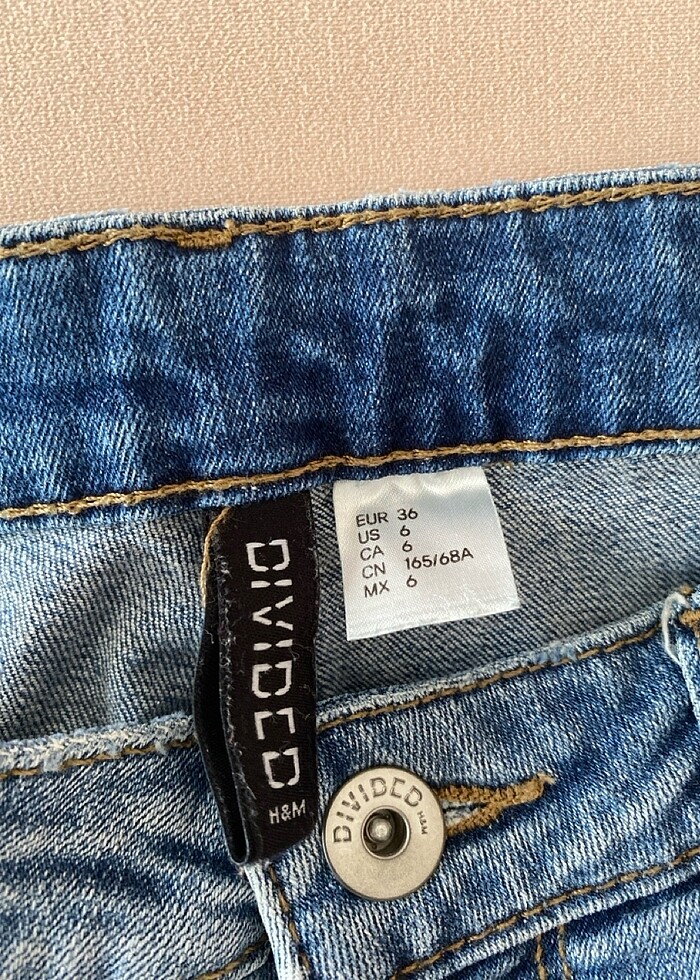 EUR 36
US 6
CA 6
CN 165/68A
MX 6
DIVIDED
H&M
DIVIDED H&M